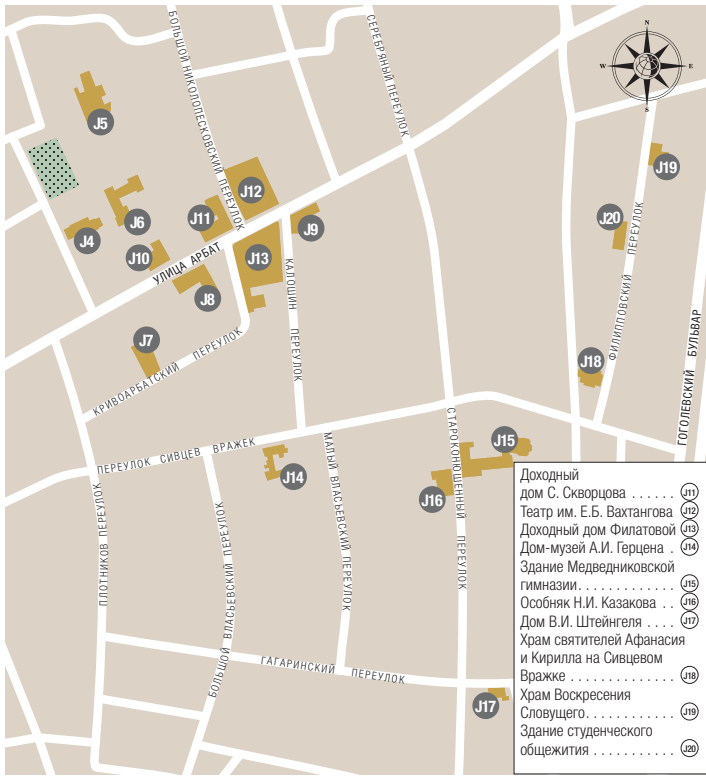 БОЛЬШОЙ НИКОЛОПЕСКОВСКИЙ ПЕРЕУЛОК
СЕРЕБРЯНЫЙ ПЕРЕУЛОК
N
W
E
S
J5
J19
J12
J6
J11
J20
J9
J4
J10
УЛИЦА АРБАТ
J13
J8
КАЛОШИН ПЕРЕУЛОК
ФИЛИППОВСКИЙ ПЕРЕУЛОК
J7
КРИВОАРБАТСКИЙ ПЕРЕУЛОК
J18
ГОГОЛЕВСКИЙ БУЛЬВАР
ПЕРЕУЛОК СИВЦЕВ ВРАЖЕК
J14
J15
J16
СТАРОКОНЮШЕННЫЙ ПЕРЕУЛОК
МАЛЫЙ ВЛАСЬЕВСКИЙ ПЕРЕУЛОК
ПЛОТНИКОВ ПЕРЕУЛОК
БОЛЬШОЙ ВЛАСЬЕВСКИЙ ПЕРЕУЛОК
ГАГАРИНСКИЙ ПЕРЕУЛОК
J17
Доходный
дом С. Скворцова . . . . . . J11
Театр им. Е.Б. Вахтангова J12
Доходный дом Филатовой J13
Дом-музей А.И. Герцена . J14
Здание Медведниковской
гимназии. . . . . . . . . . . . . J15
Особняк Н.И. Казакова . . J16
Дом В.И. Штейнгеля . . . . J17
Храм святителей Афанасия
и Кирилла на Сивцевом
Вражке . . . . . . . . . . . . . . J18
Храм Воскресения
Словущего. . . . . . . . . . . . J19
Здание студенческого
общежития . . . . . . . . . . . J20